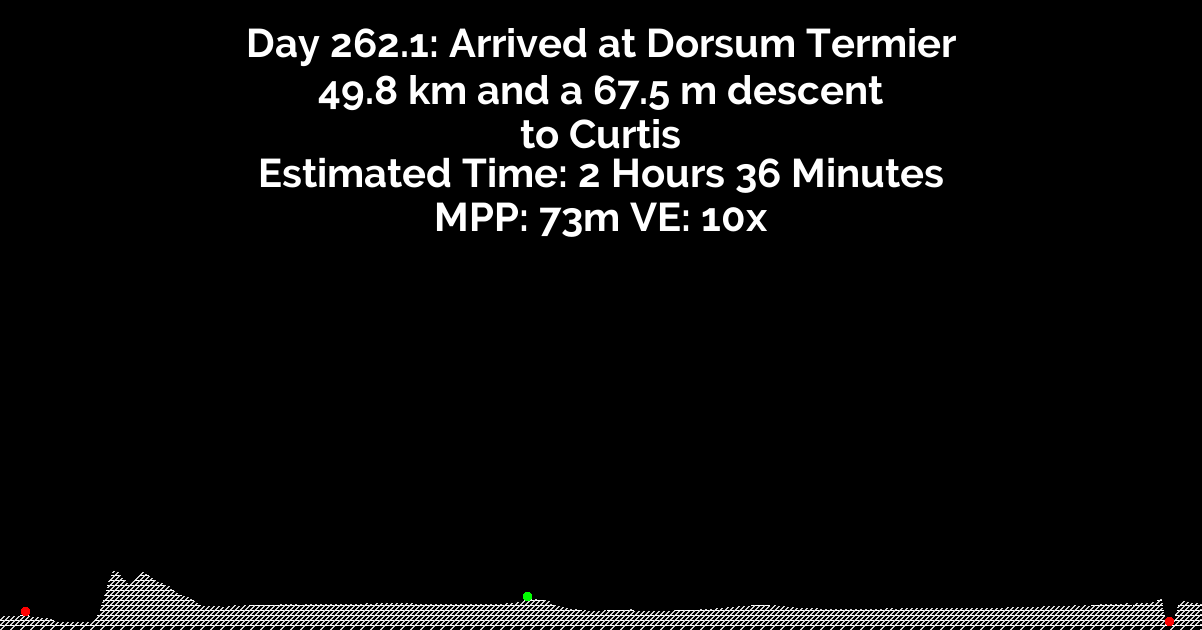 Day 262.1: Arrived at Dorsum Termier
49.8 km and a 67.5 m descent
to Curtis
Estimated Time: 2 Hours 36 Minutes
MPP: 73m VE: 10x